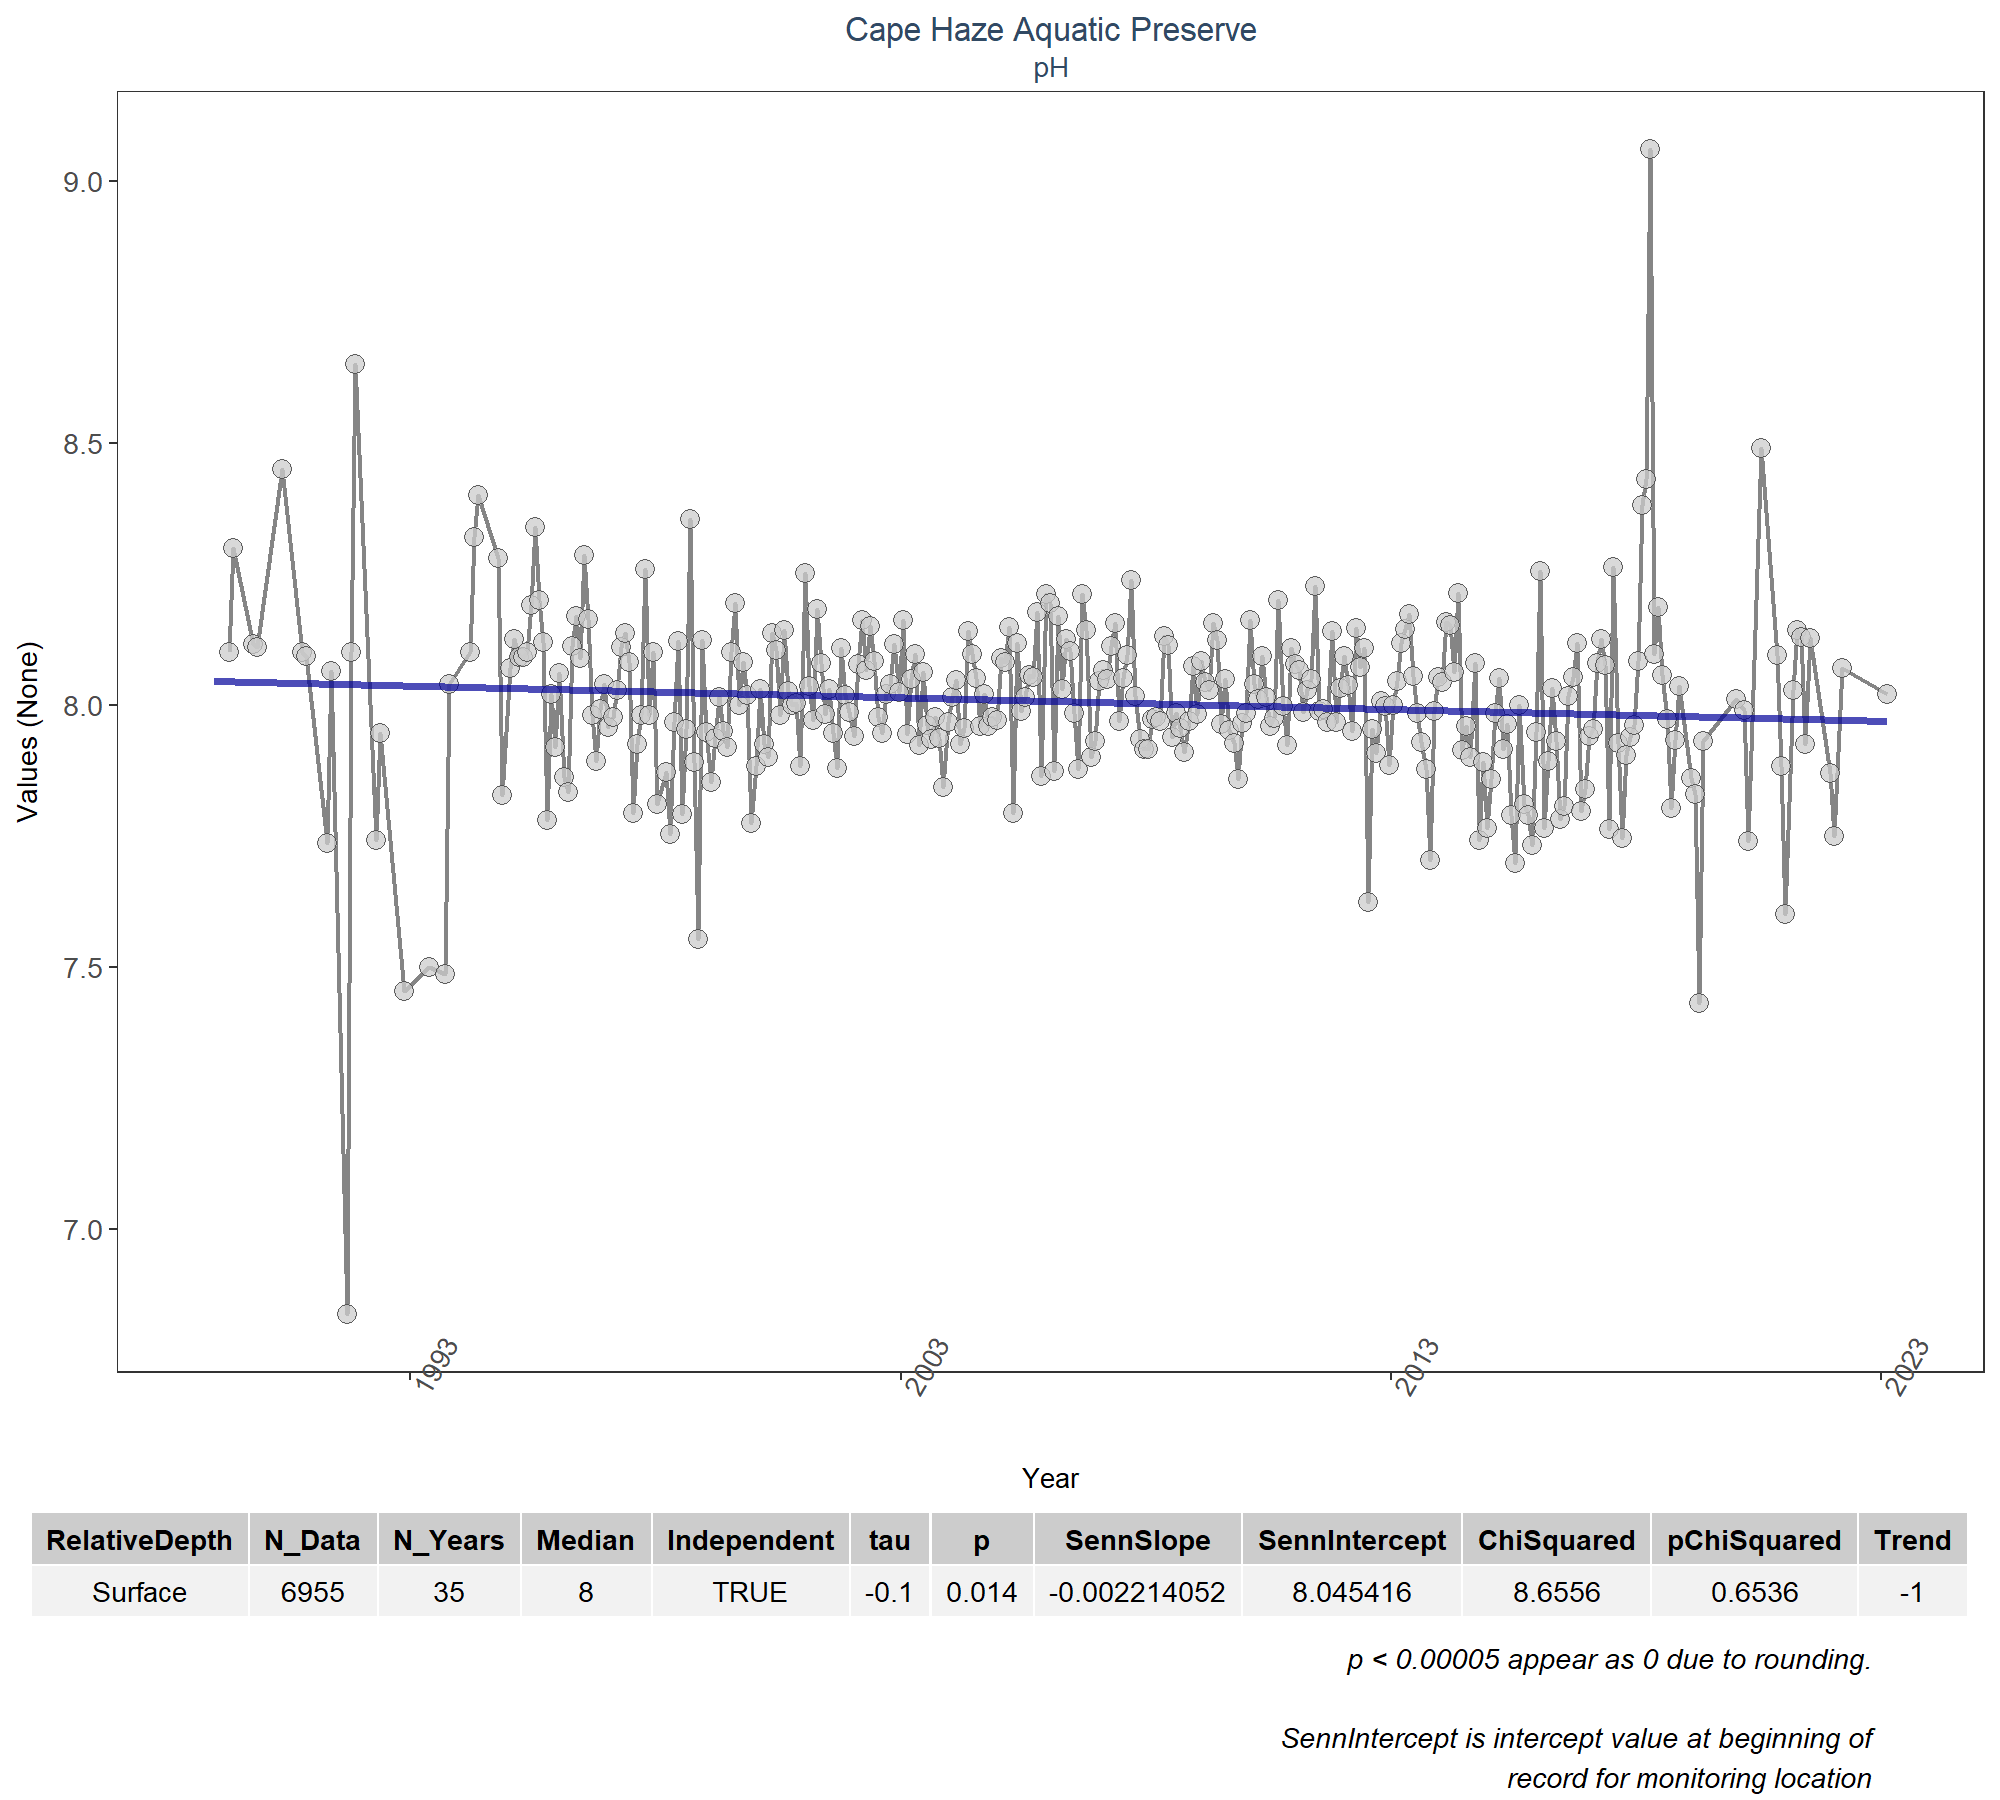 Cape Haze Aquatic Preserve
pH
9.0
8.5
8.0
7.5
7.0
Values (None)
1993
2003
2013
2023
Year
RelativeDepth N_Data N_Years Median Independent tau p SennSlope SennIntercept ChiSquared pChiSquared Trend
Surface 6955 35 8 TRUE -0.1 0.014 -0.002214052 8.045416 8.6556 0.6536 -1
p < 0.00005 appear as 0 due to rounding.
SennIntercept is intercept value at beginning of
record for monitoring location